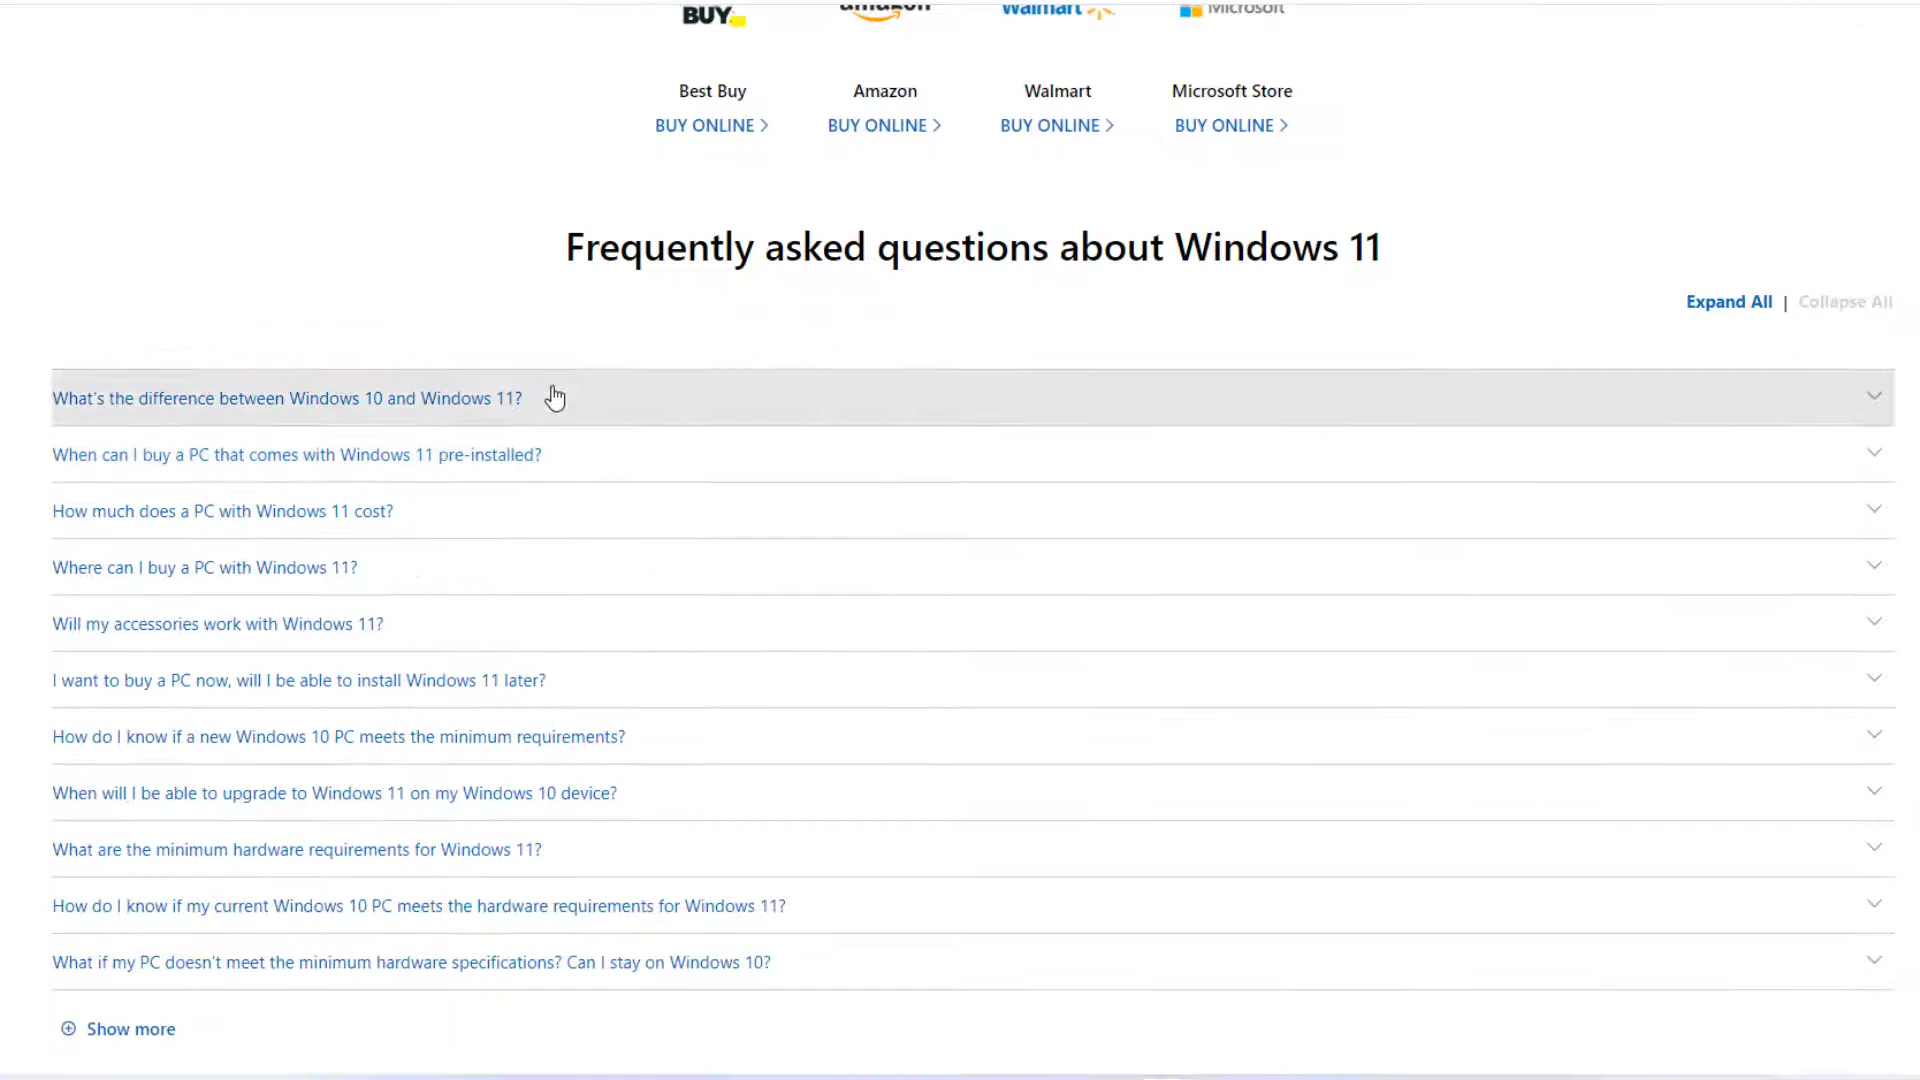 BUY
amazon
Walmart
Microsoft
Best Buy
Amazon
Walmart
Microsoft Store
BUY ONLINE
BUY ONLINE
BUY ONLINE
BUY ONLINE
Frequently asked questions about Windows 11
Expand All | Collapse All
What's the difference between Windows 10 and Windows 11?
When can I buy a PC that comes with Windows 11 pre-installed?
How much does a PC with Windows 11 cost?
Where can I buy a PC with Windows 11?
Will my accessories work with Windows 11?
I want to buy a PC now, will I be able to install Windows 11 later?
How do I know if a new Windows 10 PC meets the minimum requirements?
When will I be able to upgrade to Windows 11 on my Windows 10 device?
What are the minimum hardware requirements for Windows 11?
How do I know if my current Windows 10 PC meets the hardware requirements for Windows 11?
What if my PC doesn't meet the minimum hardware specifications? Can I stay on Windows 10?
Show more